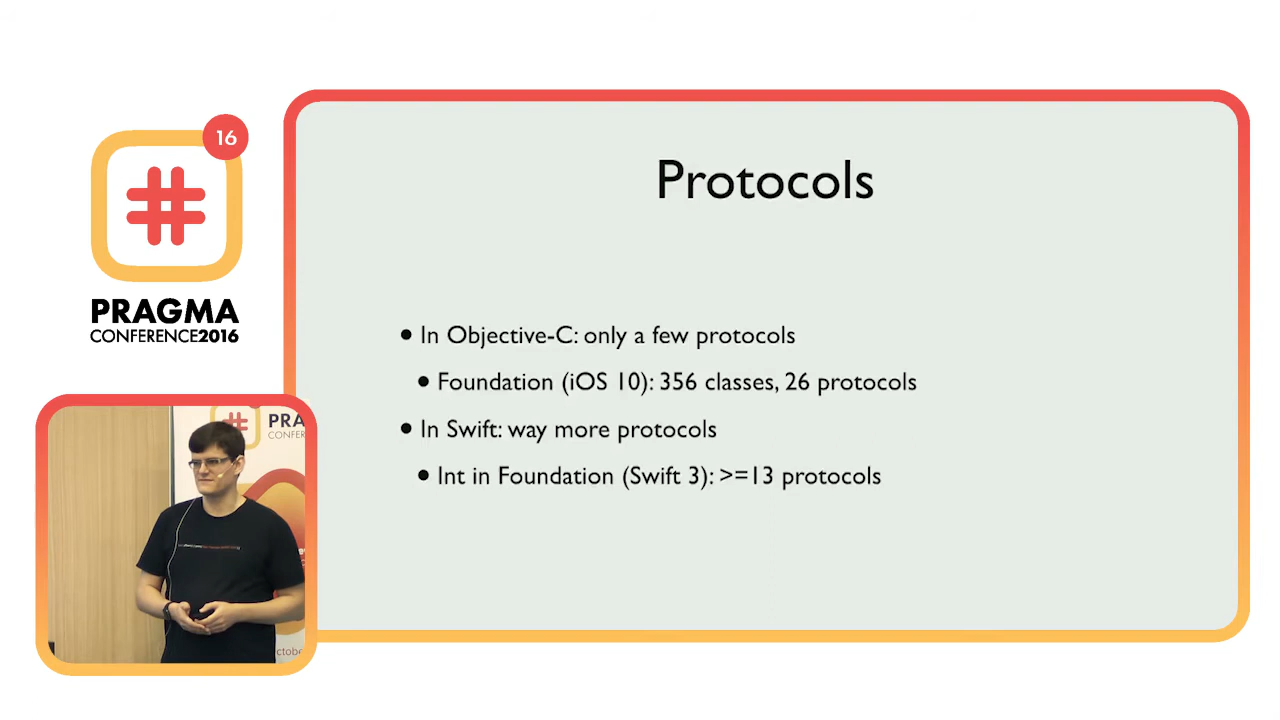 16
PRAGMA
CONFERENCE2016
Protocols
• In Objective-C: only a few protocols
• Foundation (iOS 10): 356 classes, 26 protocols
• In Swift: way more protocols
• Int in Foundation (Swift 3): >=13 protocols
PRA
CONFER